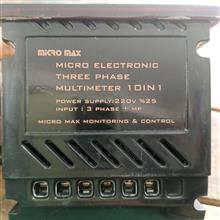 MICRO MAX
MICRO ELECTRONIC
THREE PHASE
MULTIMETER 10IN1
POWER SUPPLY:220V %25
INPUT : 3 PHASE + MP
MICRO MAX MONITORING & CONTROL